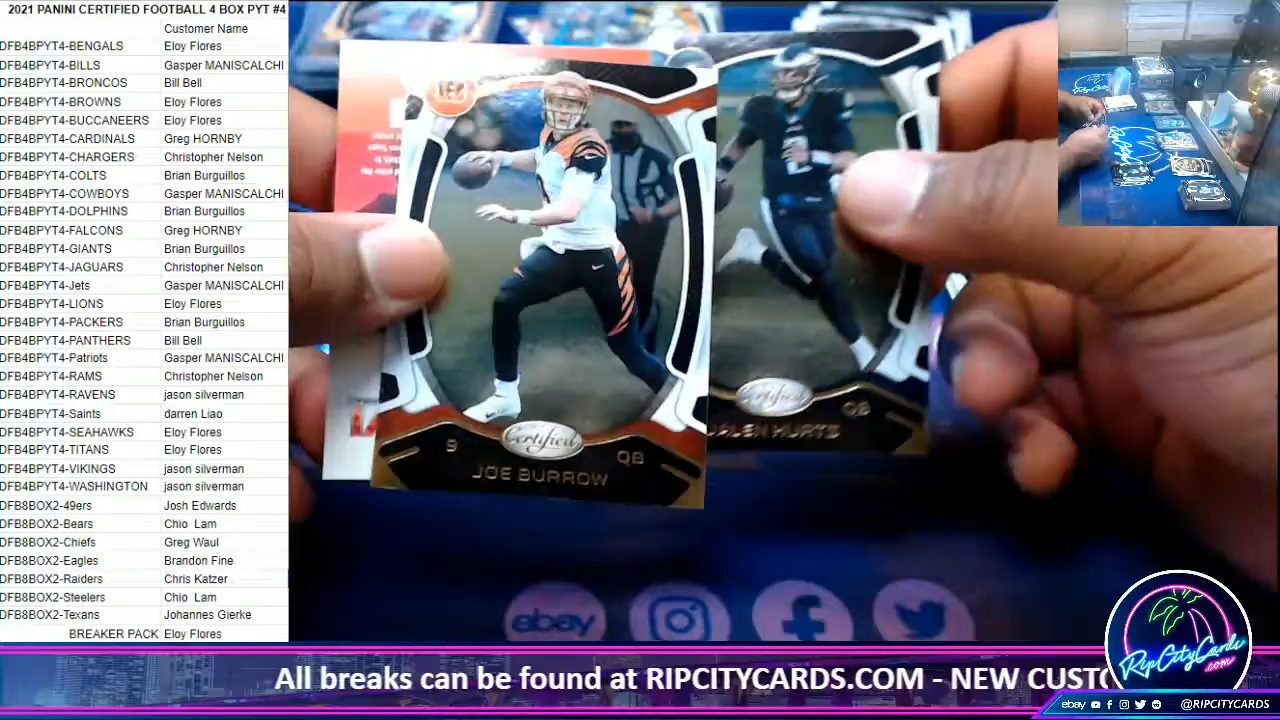 2021 PANINI CERTIFIED FOOTBALL 4 BOX PYT #4
Customer Name
DFB4BPYT4-BENGALS Eloy Flores
DFB4BPYT4-BILLS Gasper MANISCALCHI
DFB4BPYT4-BRONCOS Bill Bell
DFB4BPYT4-BROWNS Eloy Flores
DFB4BPYT4-BUCCANEERS Eloy Flores
DFB4BPYT4-CARDINALS Greg HORNBY
DFB4BPYT4-CHARGERS Christopher Nelson
DFB4BPYT4-COLTS Brian Burguillos
DFB4BPYT4-COWBOYS Gasper MANISCALCHI
DFB4BPYT4-DOLPHINS Brian Burguillos
DFB4BPYT4-FALCONS Greg HORNBY
DFB4BPYT4-GIANTS Brian Burguillos
DFB4BPYT4-JAGUARS Christopher Nelson
DFB4BPYT4-Jets Gasper MANISCALCHI
DFB4BPYT4-LIONS Eloy Flores
DFB4BPYT4-PACKERS Brian Burguillos
DFB4BPYT4-PANTHERS Bill Bell
DFB4BPYT4-Patriots Gasper MANISCALCHI
DFB4BPYT4-RAMS Christopher Nelson
DFB4BPYT4-RAVENS jason silverman
DFB4BPYT4-Saints darren Liao
DFB4BPYT4-SEAHAWKS Eloy Flores
DFB4BPYT4-TITANS Eloy Flores
DFB4BPYT4-VIKINGS jason silverman
DFB4BPYT4-WASHINGTON jason silverman
DFB8BOX2-49ers Josh Edwards
DFB8BOX2-Bears Chio Lam
DFB8BOX2-Chiefs Greg Waul
DFB8BOX2-Eagles Brandon Fine
DFB8BOX2-Raiders Chris Katzer
DFB8BOX2-Steelers Chio Lam
DFB8BOX2-Texans Johannes Gierke
BREAKER PACK Eloy Flores
9 Certified QB
JOE BURROW
Certified QB
JALEN HURTS
ebay
RipCityCards
.com
All breaks can be found at RIPCITYCARDS.COM - NEW CUSTO
ebay @RIPCITYCARDS